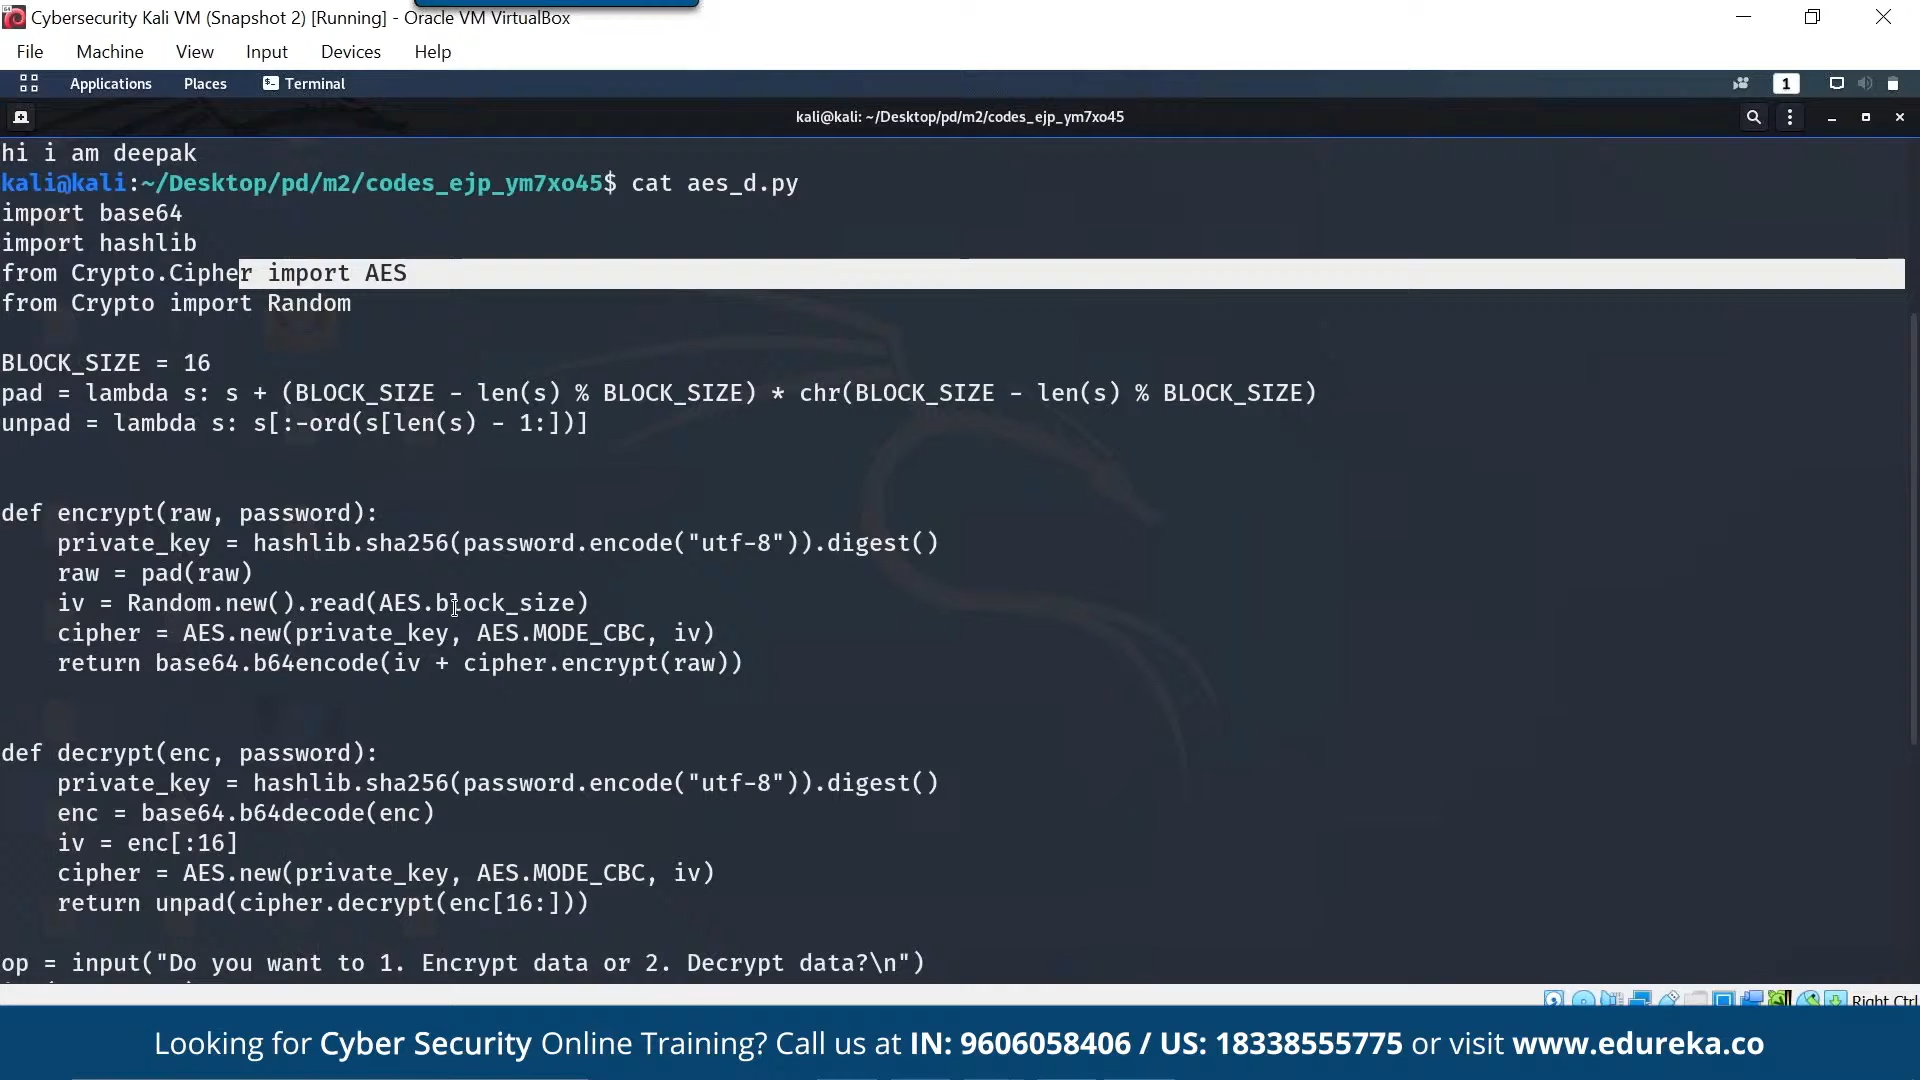 Cybersecurity Kali VM (Snapshot 2) [Running] - Oracle VM VirtualBox
File Machine View Input Devices Help
Applications Places Terminal 1
kali@kali: ~/Desktop/pd/m2/codes_ejp_ym7xo45
hi i am deepak
kali@kali:~/Desktop/pd/m2/codes_ejp_ym7xo45$ cat aes_d.py
import base64
import hashlib
from Crypto.Cipher import AES
from Crypto import Random
BLOCK_SIZE = 16
pad = lambda s: s + (BLOCK_SIZE - len(s) % BLOCK_SIZE) * chr(BLOCK_SIZE - len(s) % BLOCK_SIZE)
unpad = lambda s: s[:-ord(s[len(s) - 1:])]
def encrypt(raw, password):
    private_key = hashlib.sha256(password.encode("utf-8")).digest()
    raw = pad(raw)
    iv = Random.new().read(AES.block_size)
    cipher = AES.new(private_key, AES.MODE_CBC, iv)
    return base64.b64encode(iv + cipher.encrypt(raw))
def decrypt(enc, password):
    private_key = hashlib.sha256(password.encode("utf-8")).digest()
    enc = base64.b64decode(enc)
    iv = enc[:16]
    cipher = AES.new(private_key, AES.MODE_CBC, iv)
    return unpad(cipher.decrypt(enc[16:]))
op = input("Do you want to 1. Encrypt data or 2. Decrypt data?\n")
Right Ctrl
Looking for Cyber Security Online Training? Call us at IN: 9606058406 / US: 18338555775 or visit www.edureka.co